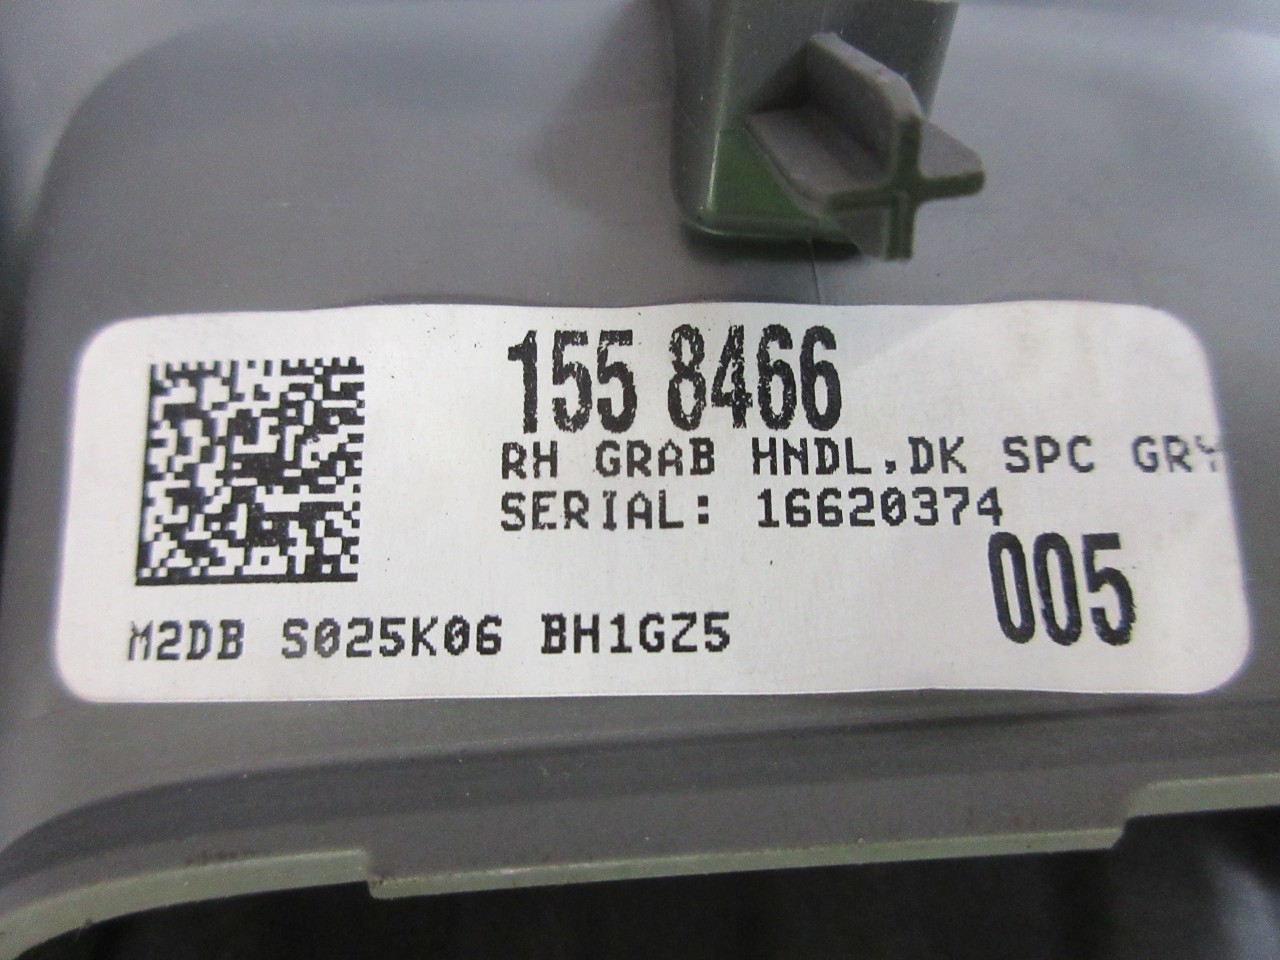 155 8466
RH GRAB HNDL,DK SPC GRY
SERIAL: 16620374
005
M2DB S025K06 BH1GZ5